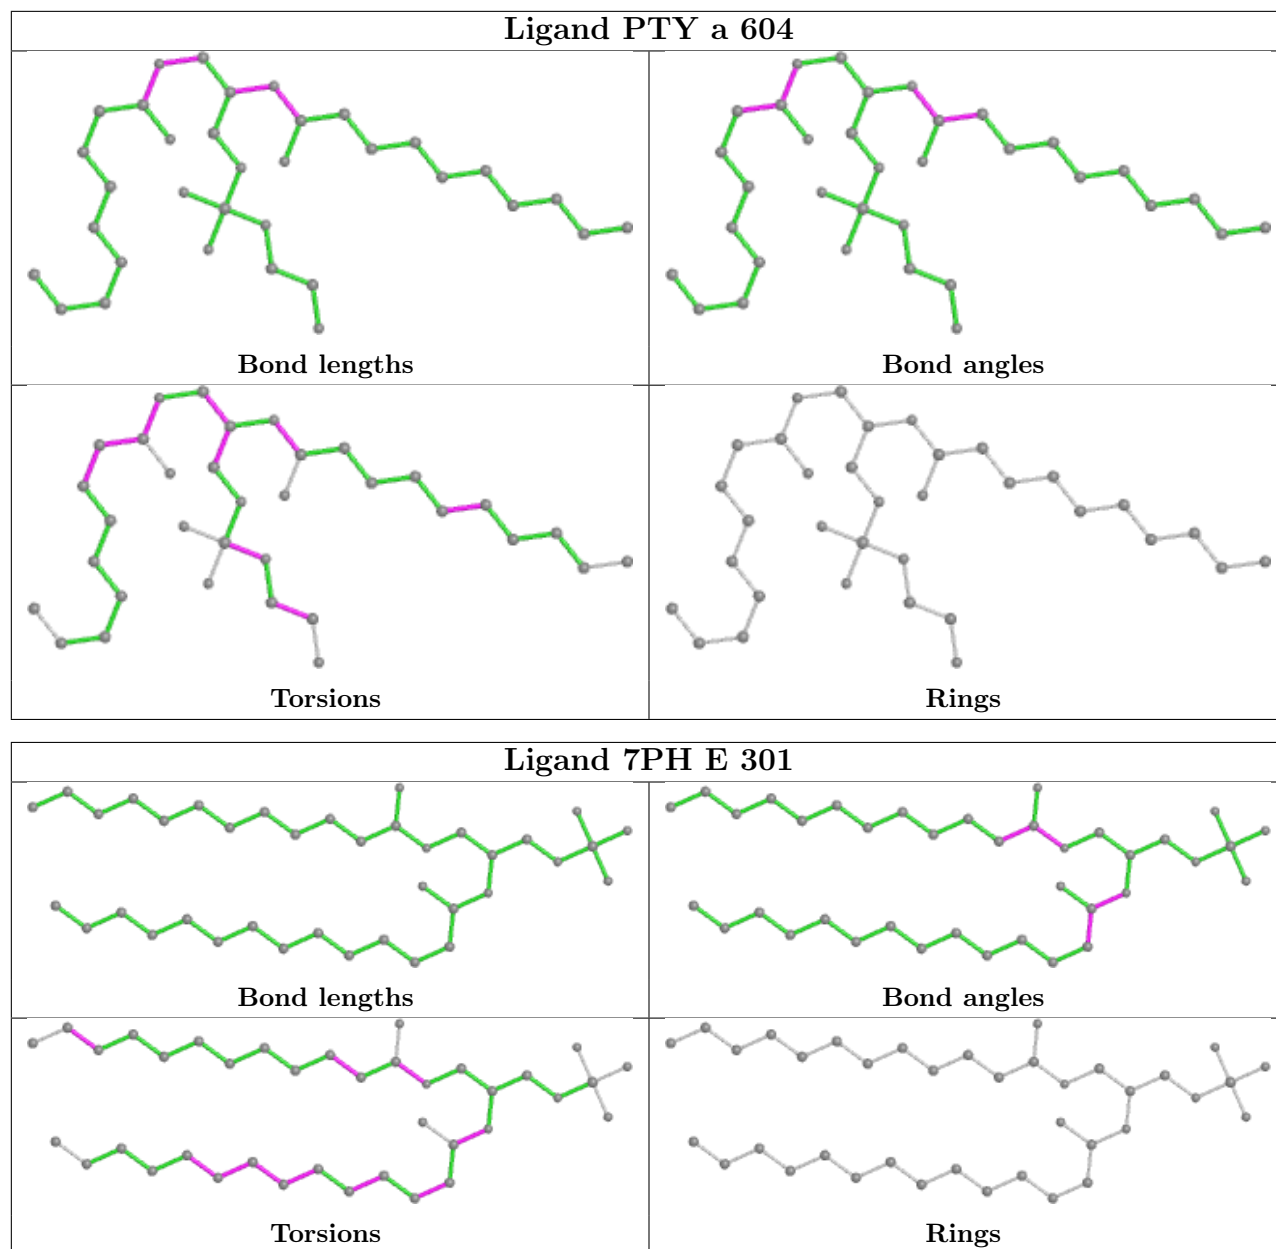 Ligand PTY a 604
Bond lengths
Bond angles
Torsions
Rings
Ligand 7PH E 301
Bond lengths
Bond angles
Torsions
Rings